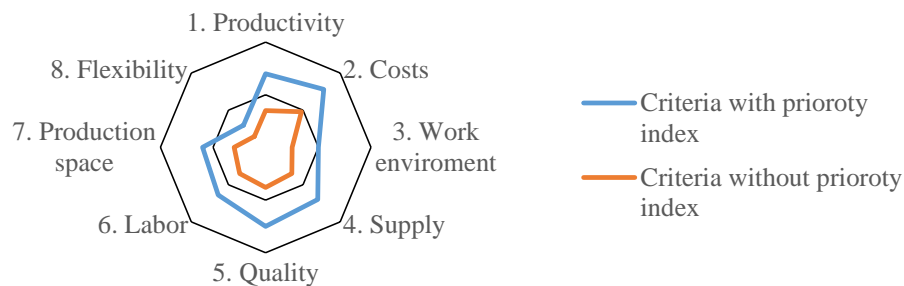 1. Productivity
2. Costs
3. Work
enviroment
4. Supply
5. Quality
6. Labor
7. Production
space
8. Flexibility
Criteria with prioroty
index
Criteria without prioroty
index